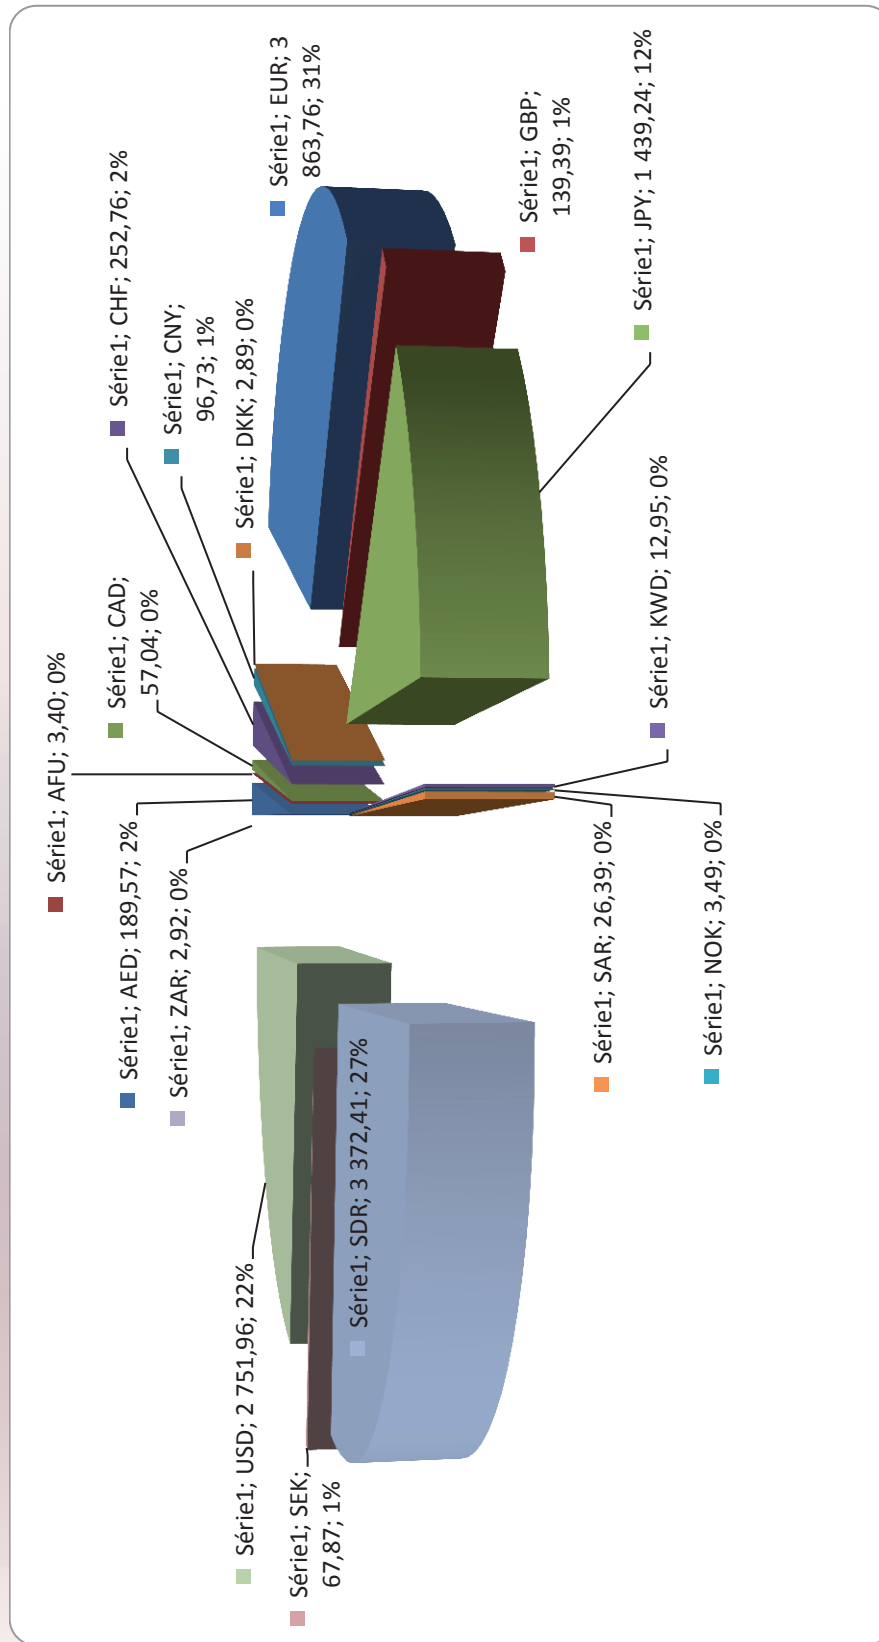 Série1; AFU; 3,40; 0%
Série1; AED; 189,57; 2%
Série1; ZAR; 2,92; 0%
Série1; CAD;
57,04; 0%
Série1; CHF; 252,76; 2%
Série1; CNY;
96,73; 1%
Série1; DKK; 2,89; 0%
Série1; EUR; 3
863,76; 31%
Série1; GBP;
139,39; 1%
Série1; JPY; 1 439,24; 12%
Série1; KWD; 12,95; 0%
Série1; NOK; 3,49; 0%
Série1; SAR; 26,39; 0%
Série1; SDR; 3 372,41; 27%
Série1; SEK;
67,87; 1%
Série1; USD; 2 751,96; 22%